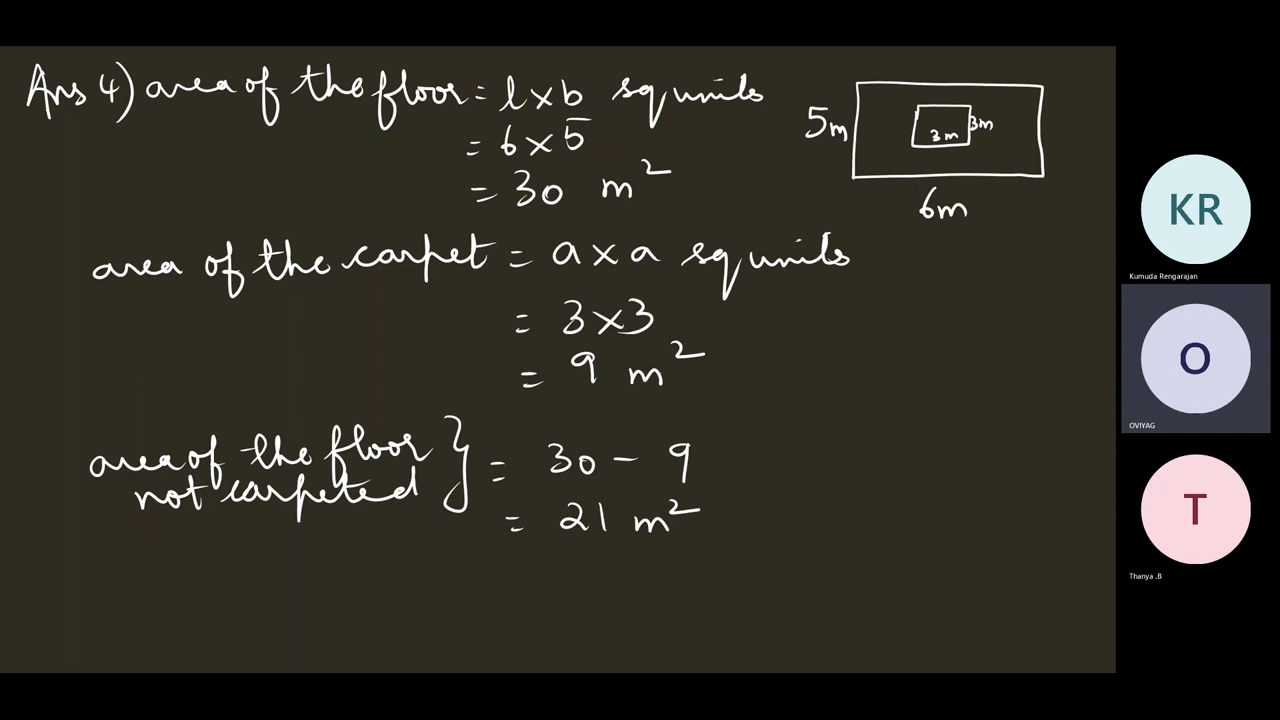 Ans 4) area of the floor = l x b sq units
= 6 x 5
= 30 m²
5m
3m
3m
6m
area of the carpet = a x a sq units
= 3 x 3
= 9 m²
area of the floor
not carpeted } = 30 - 9
= 21 m²
KR
Kumuda Rengarajan
O
OVIYAG
T
Thanya .B